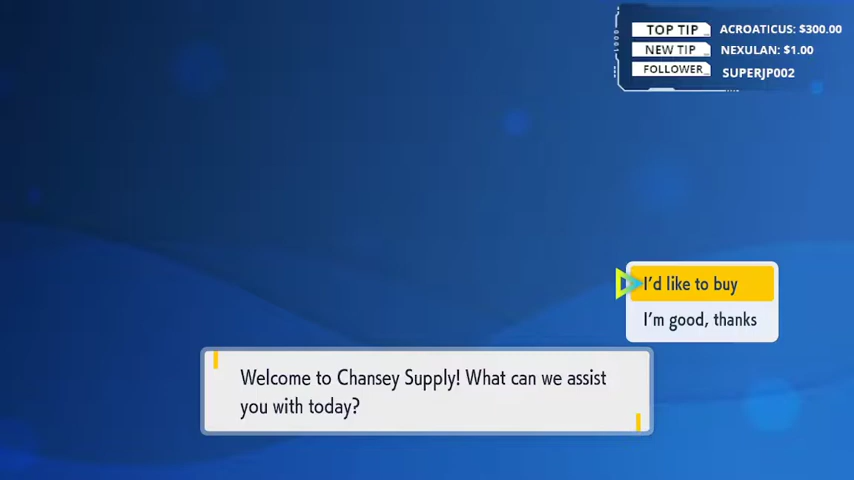 TOP TIP ACROATICUS: $300.00
NEW TIP NEXULAN: $1.00
FOLLOWER SUPERJP002
I'd like to buy
I'm good, thanks
Welcome to Chansey Supply! What can we assist
you with today?